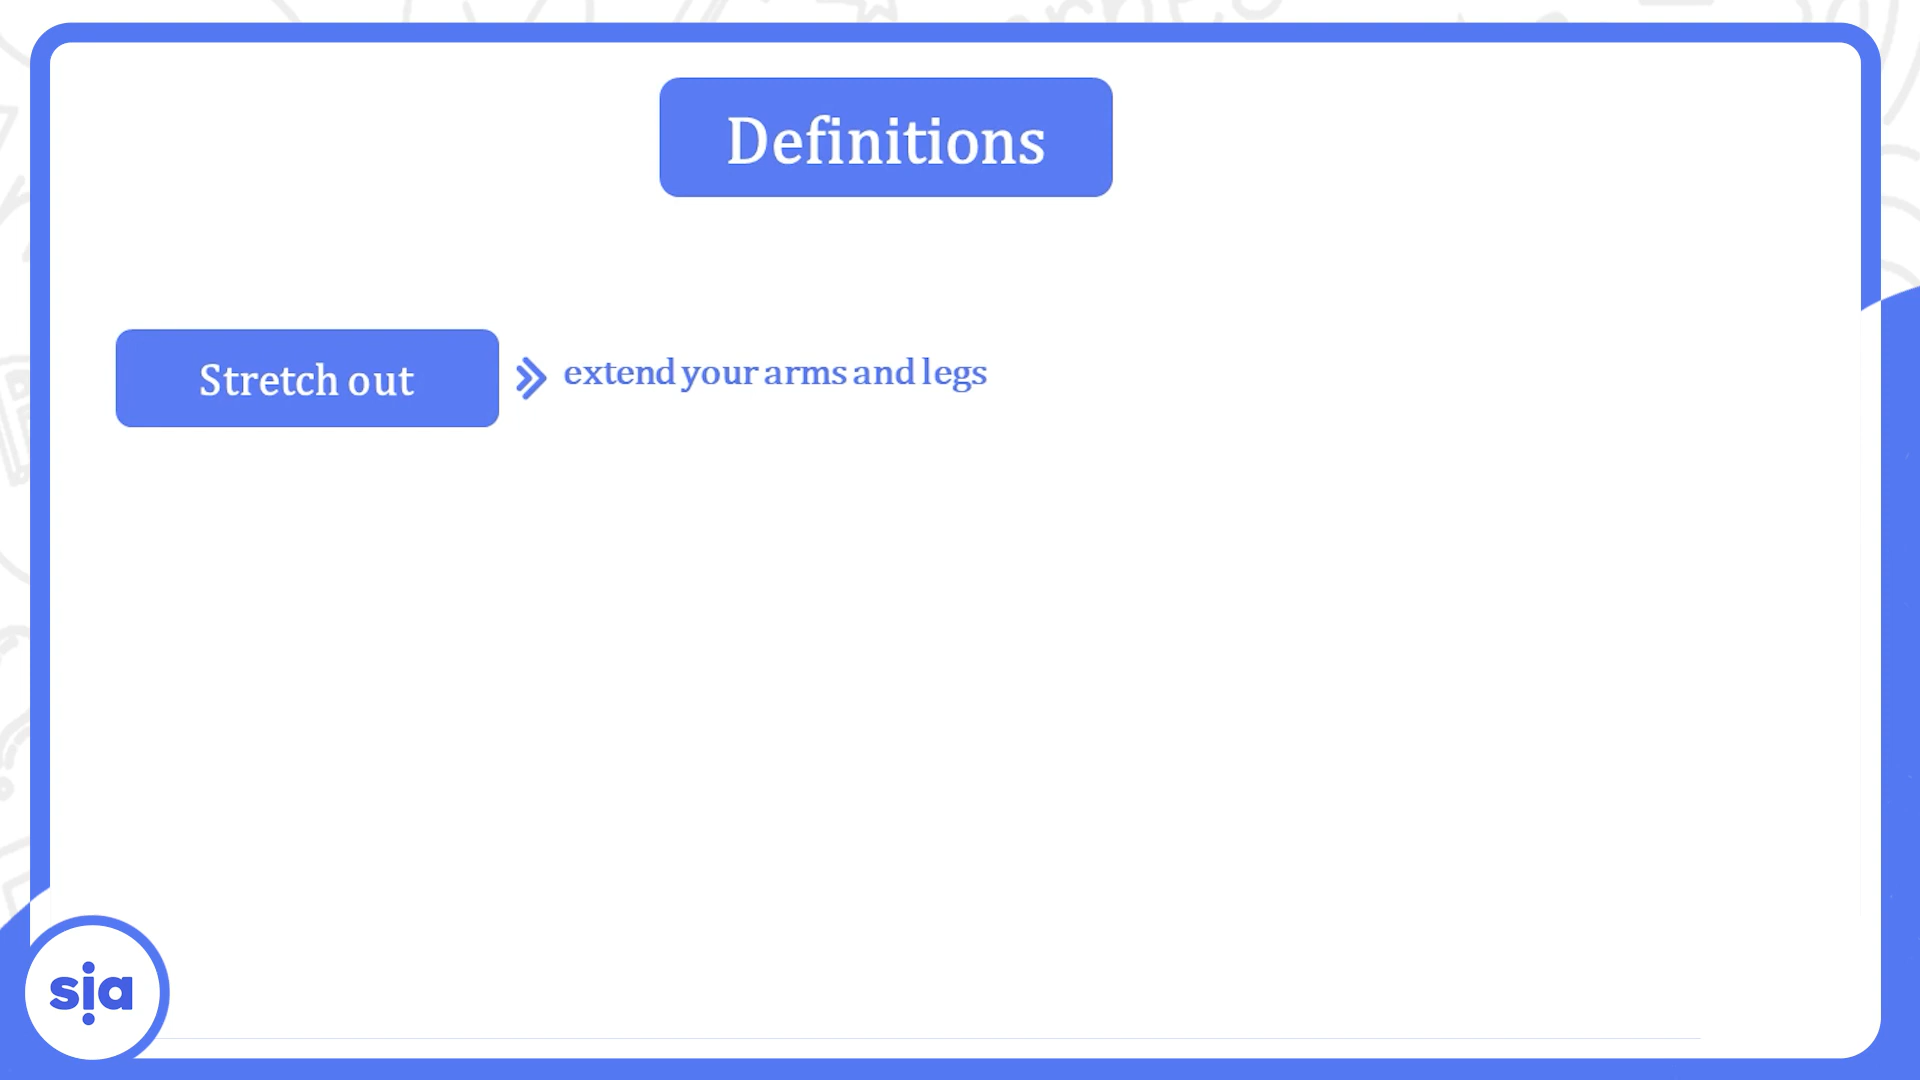 Definitions
Stretch out
extend your arms and legs
sia